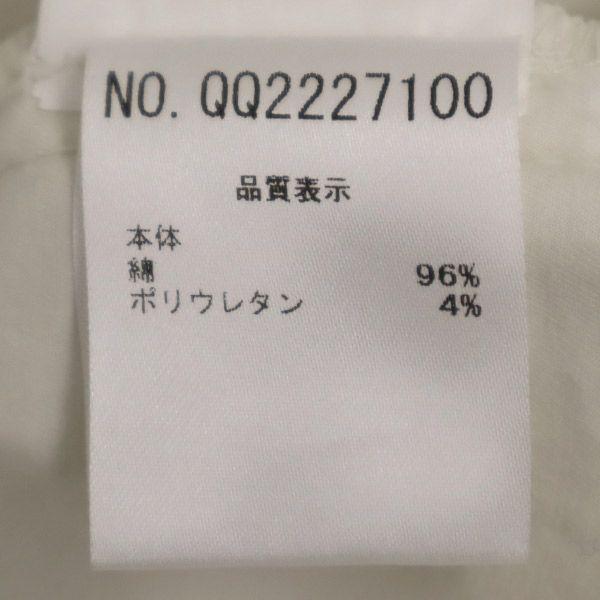 NO. QQ2227100
品質表示
本体
綿 96%
ポリウレタン 4%